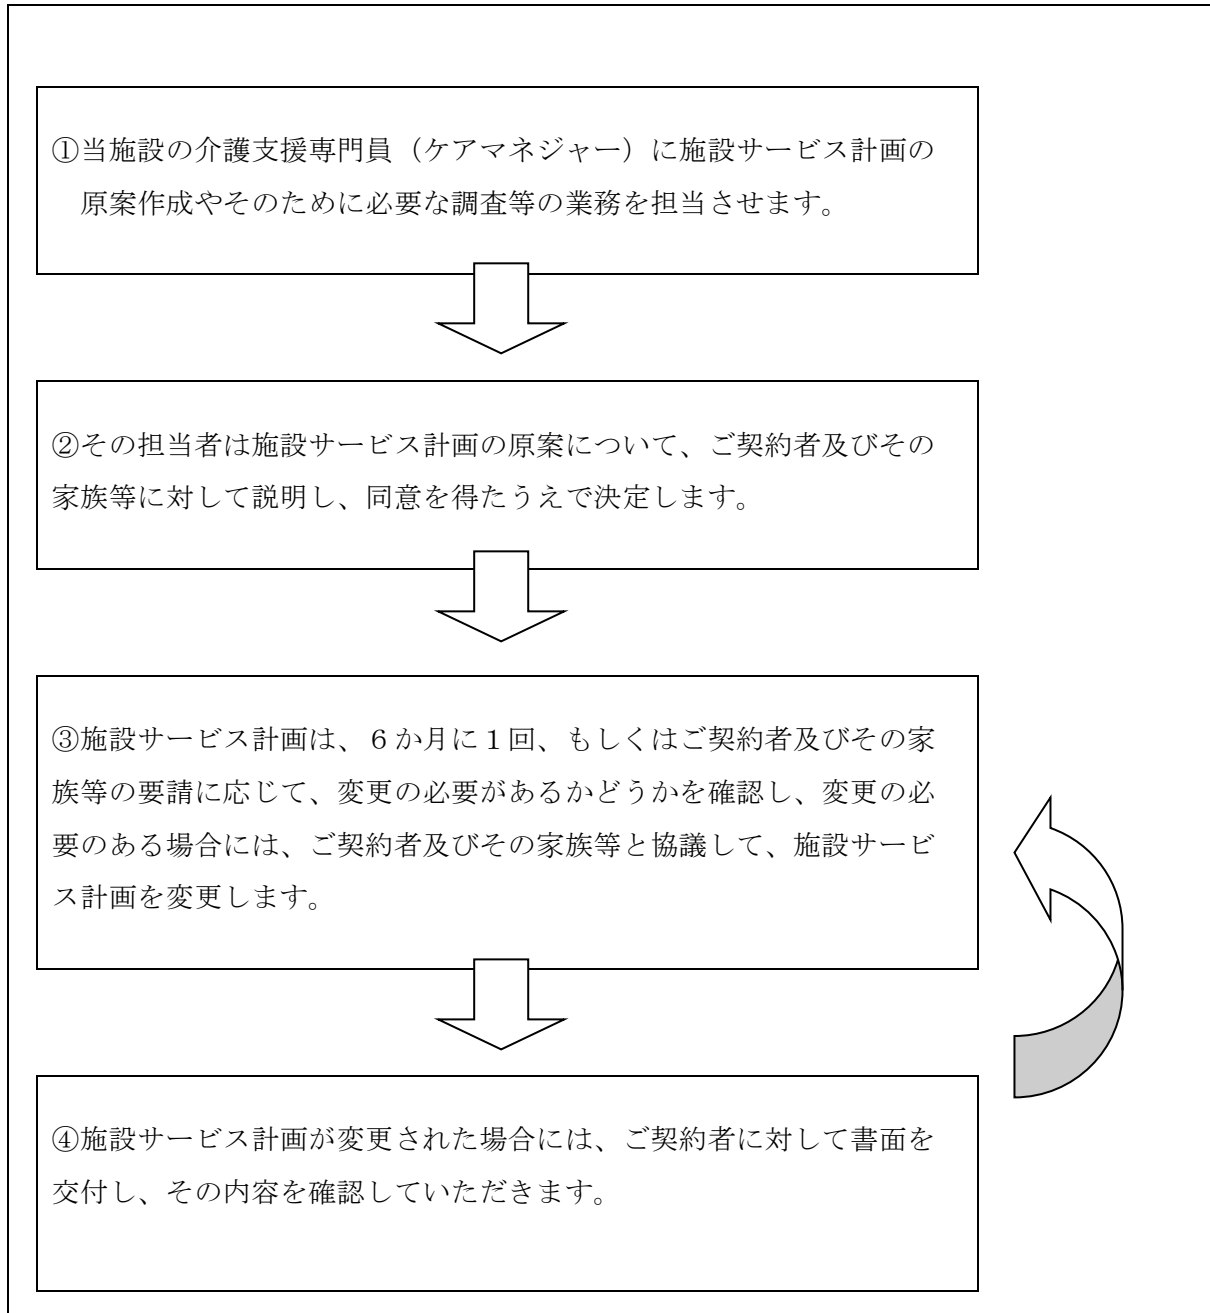 ①当施設の介護支援専門員（ケアマネジャー）に施設サービス計画の
原案作成やそのために必要な調査等の業務を担当させます。
②その担当者は施設サービス計画の原案について、ご契約者及びその
家族等に対して説明し、同意を得たうえで決定します。
③施設サービス計画は、６か月に１回、もしくはご契約者及びその家
族等の要請に応じて、変更の必要があるかどうかを確認し、変更の必
要のある場合には、ご契約者及びその家族等と協議して、施設サービ
ス計画を変更します。
④施設サービス計画が変更された場合には、ご契約者に対して書面を
交付し、その内容を確認していただきます。